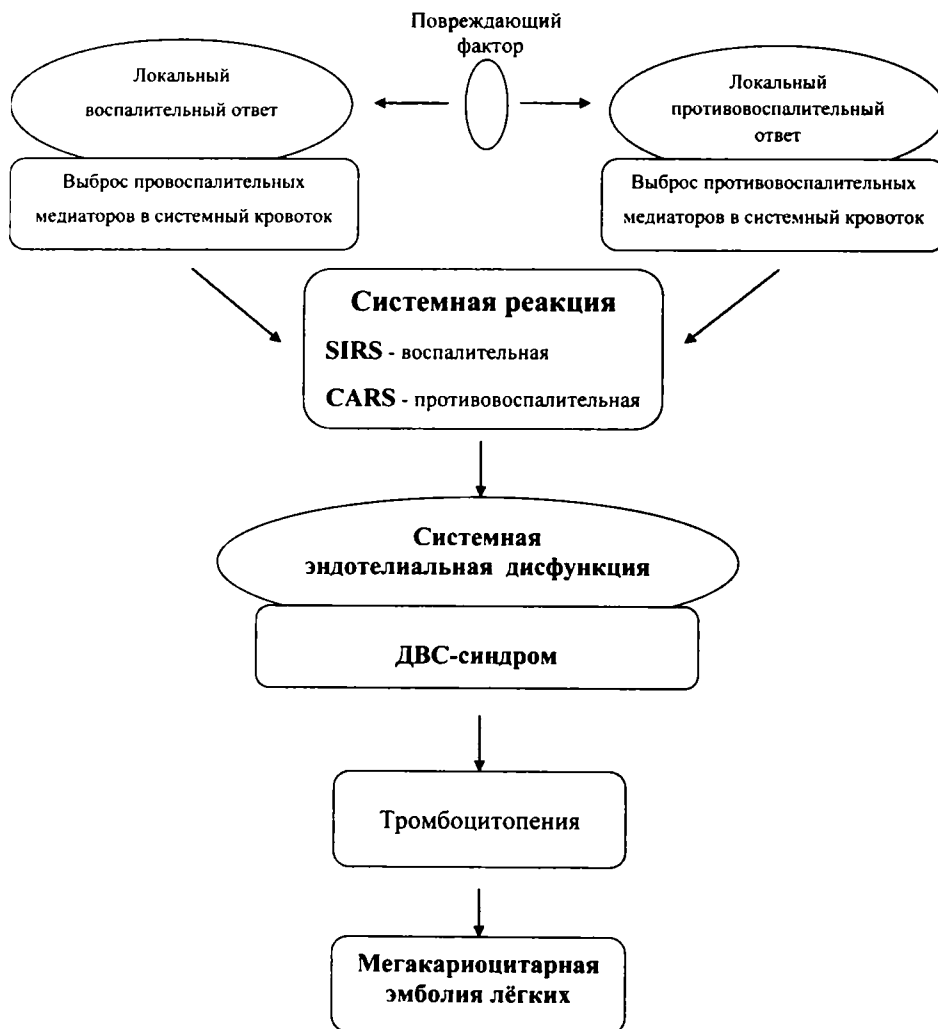 Повреждающий
фактор
Локальный
воспалительный ответ
Локальный
противовоспалительный
ответ
Выброс провоспалительных
медиаторов в системный кровоток
Выброс противовоспалительных
медиаторов в системный кровоток
Системная реакция
SIRS - воспалительная
CARS - противовоспалительная
Системная
эндотелиальная дисфункция
ДВС-синдром
Тромбоцитопения
Мегакариоцитарная
эмболия лёгких